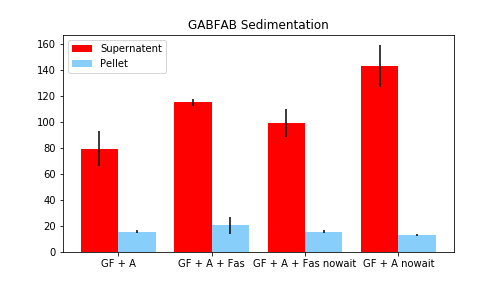 GABFAB Sedimentation
Supernatent
Pellet
160
140
120
100
80
60
40
20
0
GF + A
GF + A + Fas
GF + A + Fas nowait
GF + A nowait